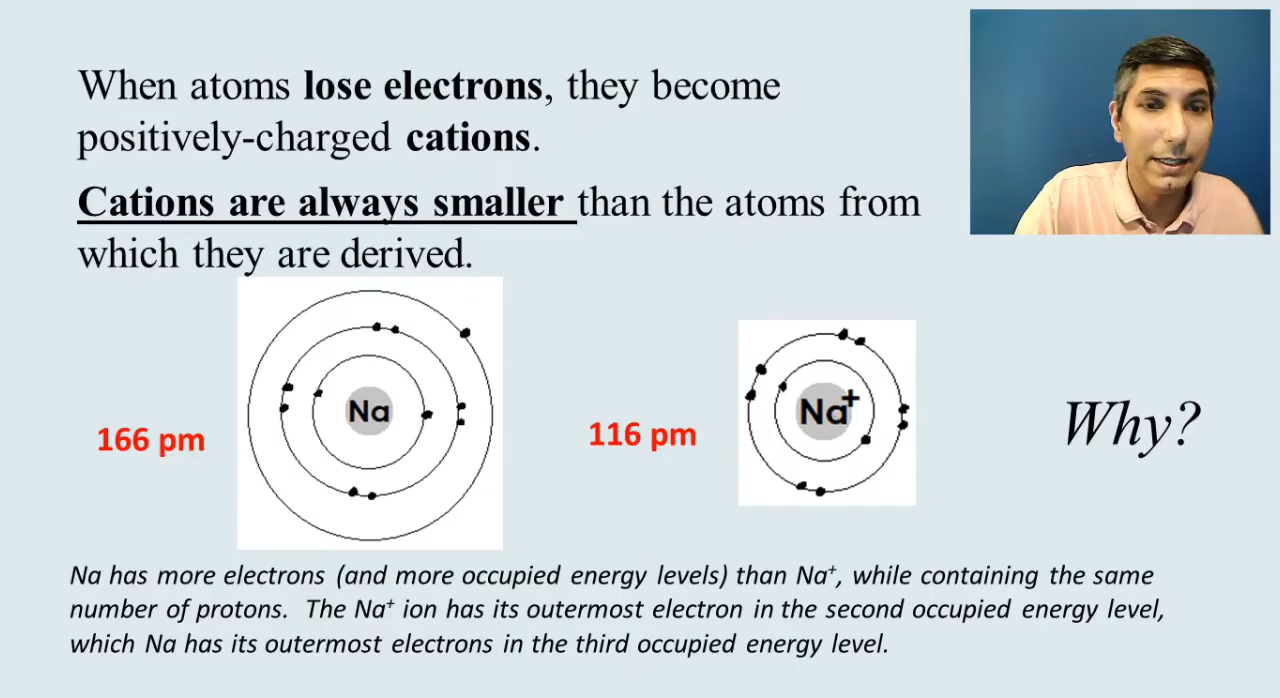 When atoms lose electrons, they become
positively-charged cations.
Cations are always smaller than the atoms from
which they are derived.
Na
166 pm
Na+
116 pm
Why?
Na has more electrons (and more occupied energy levels) than Na⁺, while containing the same
number of protons. The Na⁺ ion has its outermost electron in the second occupied energy level,
which Na has its outermost electrons in the third occupied energy level.